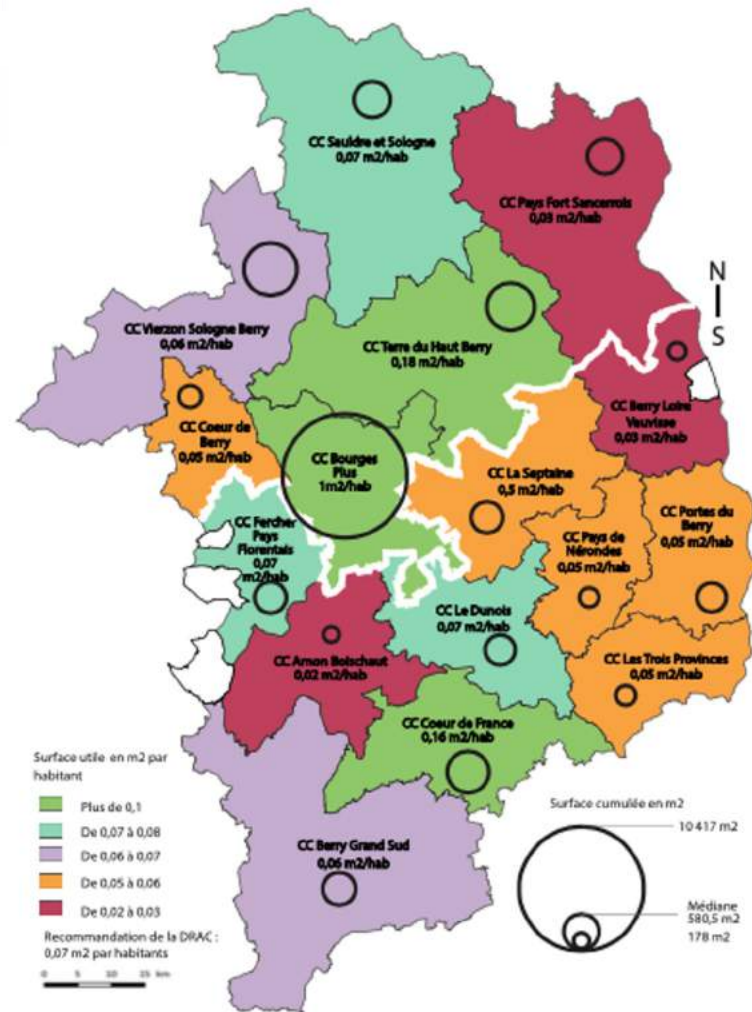 CC Sauldre et Sologne
0,07 m2/hab
CC Pays Fort Sancerrois
0,03 m2/hab
N
S
CC Vierzon Sologne Berry
0,06 m2/hab
CC Terre du Haut Berry
0,18 m2/hab
CC Berry Loire
Vauvisse
0,03 m2/hab
CC Coeur de
Berry
0,05 m2/hab
CC Bourges
Plus
1m2/hab
CC La Septaine
0,5 m2/hab
CC Portes du
Berry
0,05 m2/hab
CC Pays de
Nérondes
0,05 m2/hab
CC Fercher
Pays
Florentais
0,07
m2/hab
CC Le Dunois
0,07 m2/hab
CC Arnon Boischaut
0,02 m2/hab
CC Les Trois Provinces
0,05 m2/hab
CC Coeur de France
0,16 m2/hab
CC Berry Grand Sud
0,06 m2/hab
Surface utile en m2 par
habitant
Plus de 0,1
De 0,07 à 0,08
De 0,06 à 0,07
De 0,05 à 0,06
De 0,02 à 0,03
Recommandation de la DRAC :
0,07 m2 par habitants
0 5 10 15 km
Surface cumulée en m2
10 417 m2
Médiane
580,5 m2
178 m2